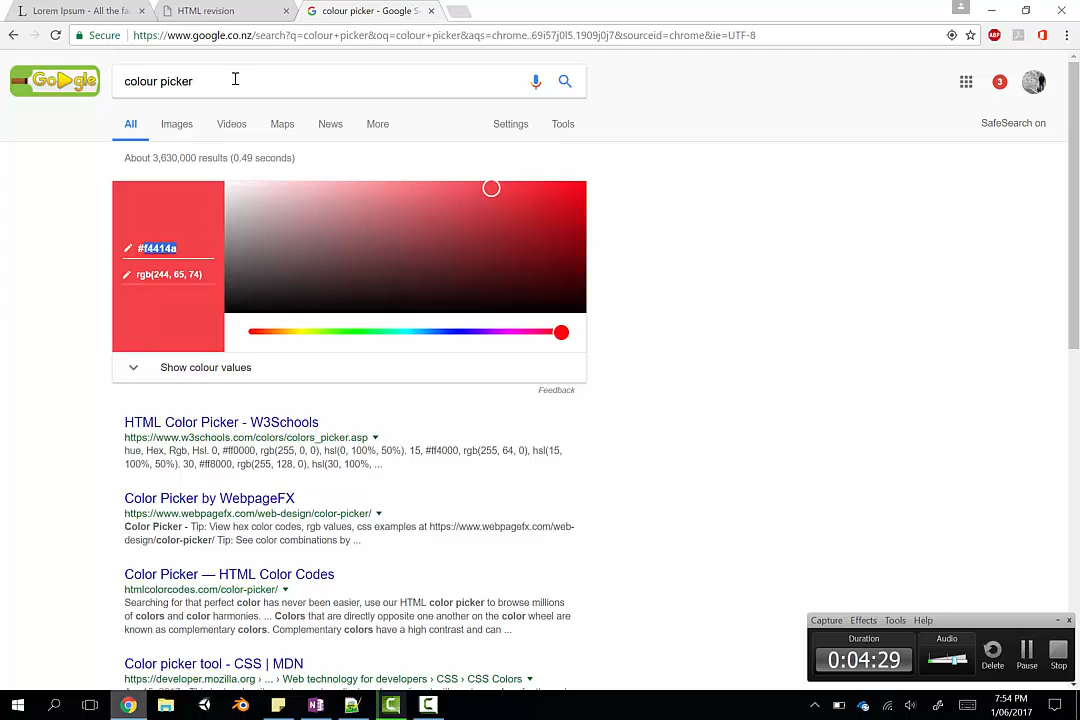 Lorem Ipsum - All the fa
HTML revision
colour picker - Google S
Secure
https://www.google.co.nz/search?q=colour+picker&oq=colour+picker&aqs=chrome..69i57j0l5.1909j0j7&sourceid=chrome&ie=UTF-8
ABP
Google
colour picker
3
All
Images
Videos
Maps
News
More
Settings
Tools
SafeSearch on
About 3,630,000 results (0.49 seconds)
#f4414a
rgb(244, 65, 74)
Show colour values
Feedback
HTML Color Picker - W3Schools
https://www.w3schools.com/colors/colors_picker.asp
hue, Hex, Rgb, Hsl. 0, #ff0000, rgb(255, 0, 0), hsl(0, 100%, 50%). 15, #ff4000, rgb(255, 64, 0), hsl(15,
100%, 50%). 30, #ff8000, rgb(255, 128, 0), hsl(30, 100%, ...
Color Picker by WebpageFX
https://www.webpagefx.com/web-design/color-picker/
Color Picker - Tip: View hex color codes, rgb values, css examples at https://www.webpagefx.com/web-
design/color-picker/ Tip: See color combinations by ...
Color Picker — HTML Color Codes
htmlcolorcodes.com/color-picker/
Searching for that perfect color has never been easier, use our HTML color picker to browse millions
of colors and color harmonies. ... Colors that are directly opposite one another on the color wheel are
known as complementary colors. Complementary colors have a high contrast and can ...
Color picker tool - CSS | MDN
https://developer.mozilla.org › ... › Web technology for developers › CSS › CSS Colors
Capture Effects Tools Help
Duration
0:04:29
Audio
Delete
Pause
Stop
7:54 PM
1/06/2017